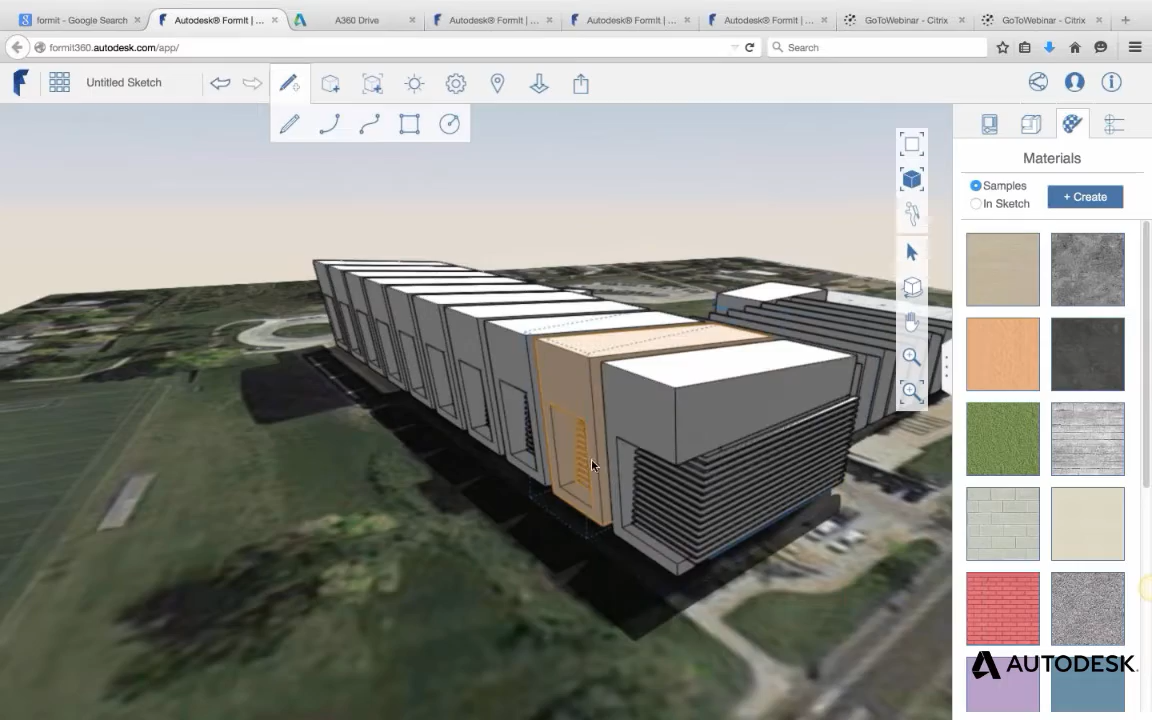 formit - Google Search
Autodesk® FormIt | ...
A360 Drive
Autodesk® FormIt | ...
Autodesk® FormIt | ...
Autodesk® FormIt | ...
GoToWebinar - Citrix
GoToWebinar - Citrix
formit360.autodesk.com/app/
Search
Untitled Sketch
Materials
Samples
In Sketch
+ Create
AUTODESK.